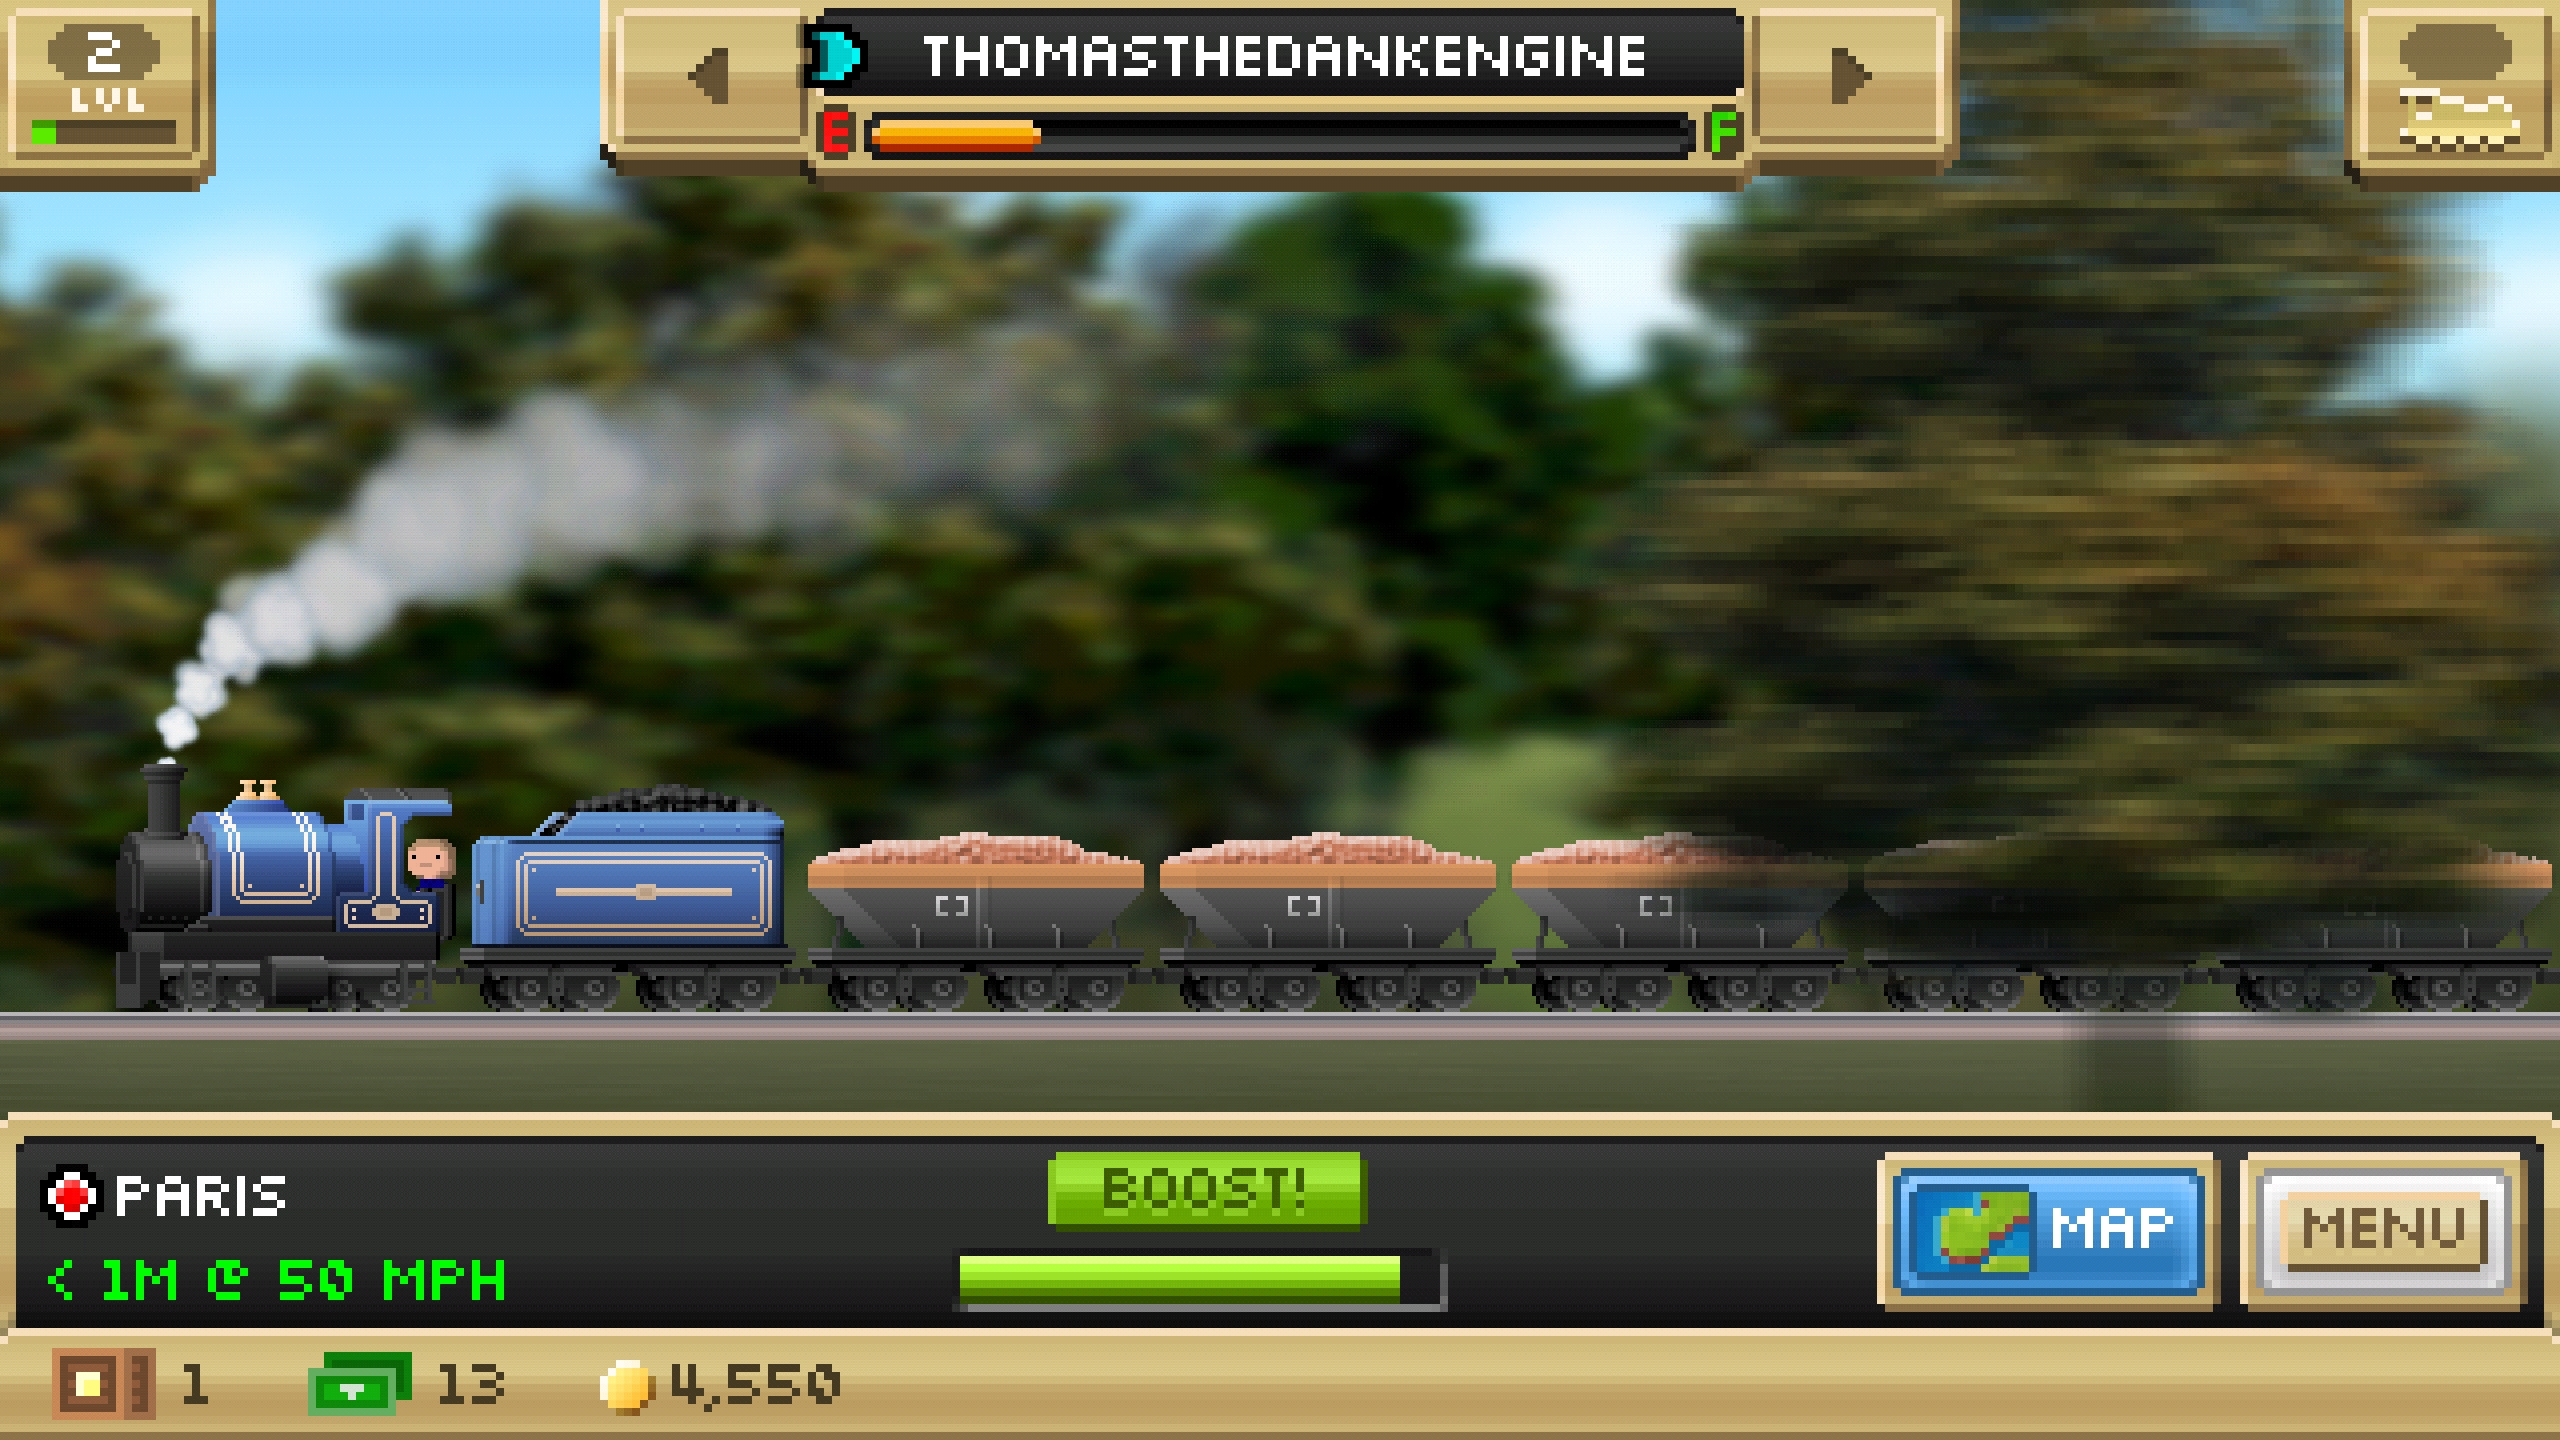 2
LVL
THOMASTHEDANKENGINE
E F
PARIS
< 1M @ 50 MPH
BOOST!
MAP
MENU
1 13 4,550